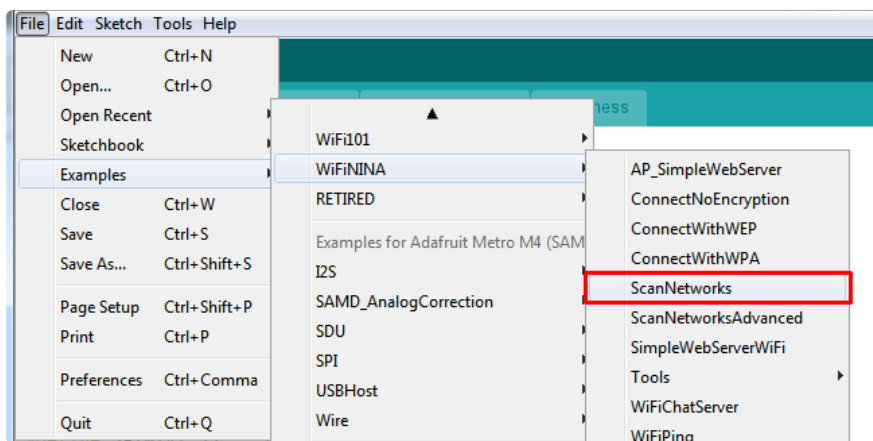 File Edit Sketch Tools Help
New Ctrl+N
Open... Ctrl+O
Open Recent
Sketchbook
Examples
Close Ctrl+W
Save Ctrl+S
Save As... Ctrl+Shift+S
Page Setup Ctrl+Shift+P
Print Ctrl+P
Preferences Ctrl+Comma
Quit Ctrl+Q
WiFi101
WiFiNINA
RETIRED
Examples for Adafruit Metro M4 (SAM
I2S
SAMD_AnalogCorrection
SDU
SPI
USBHost
Wire
ness
AP_SimpleWebServer
ConnectNoEncryption
ConnectWithWEP
ConnectWithWPA
ScanNetworks
ScanNetworksAdvanced
SimpleWebServerWiFi
Tools
WiFiChatServer
WiFiPing